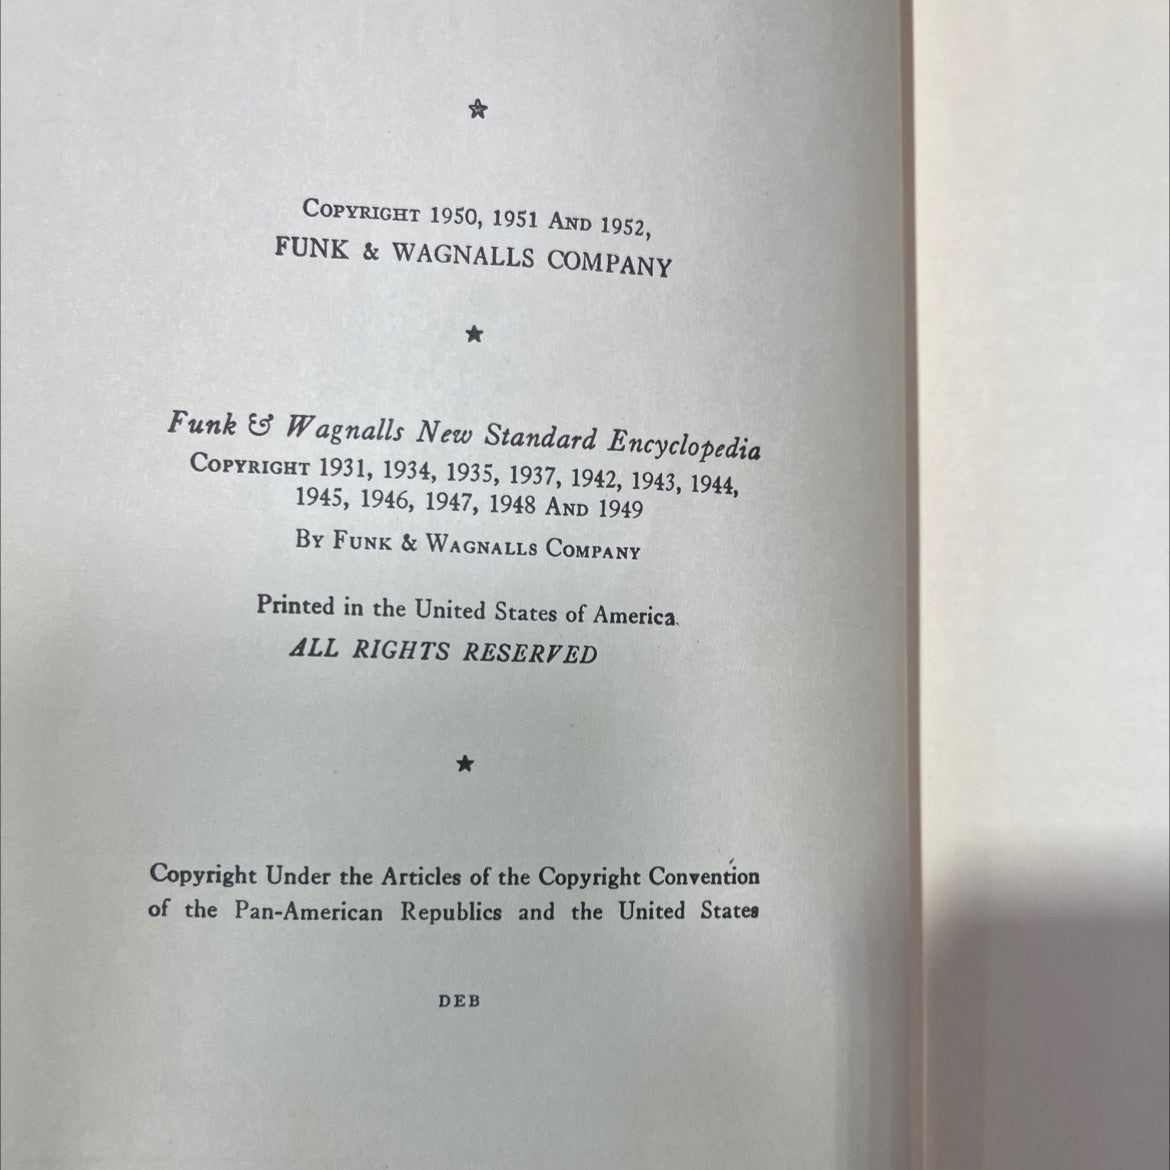 COPYRIGHT 1950, 1951 AND 1952,
FUNK & WAGNALLS COMPANY
Funk & Wagnalls New Standard Encyclopedia
COPYRIGHT 1931, 1934, 1935, 1937, 1942, 1943, 1944,
1945, 1946, 1947, 1948 AND 1949
BY FUNK & WAGNALLS COMPANY
Printed in the United States of America.
ALL RIGHTS RESERVED
Copyright Under the Articles of the Copyright Convention
of the Pan-American Republics and the United States
DEB